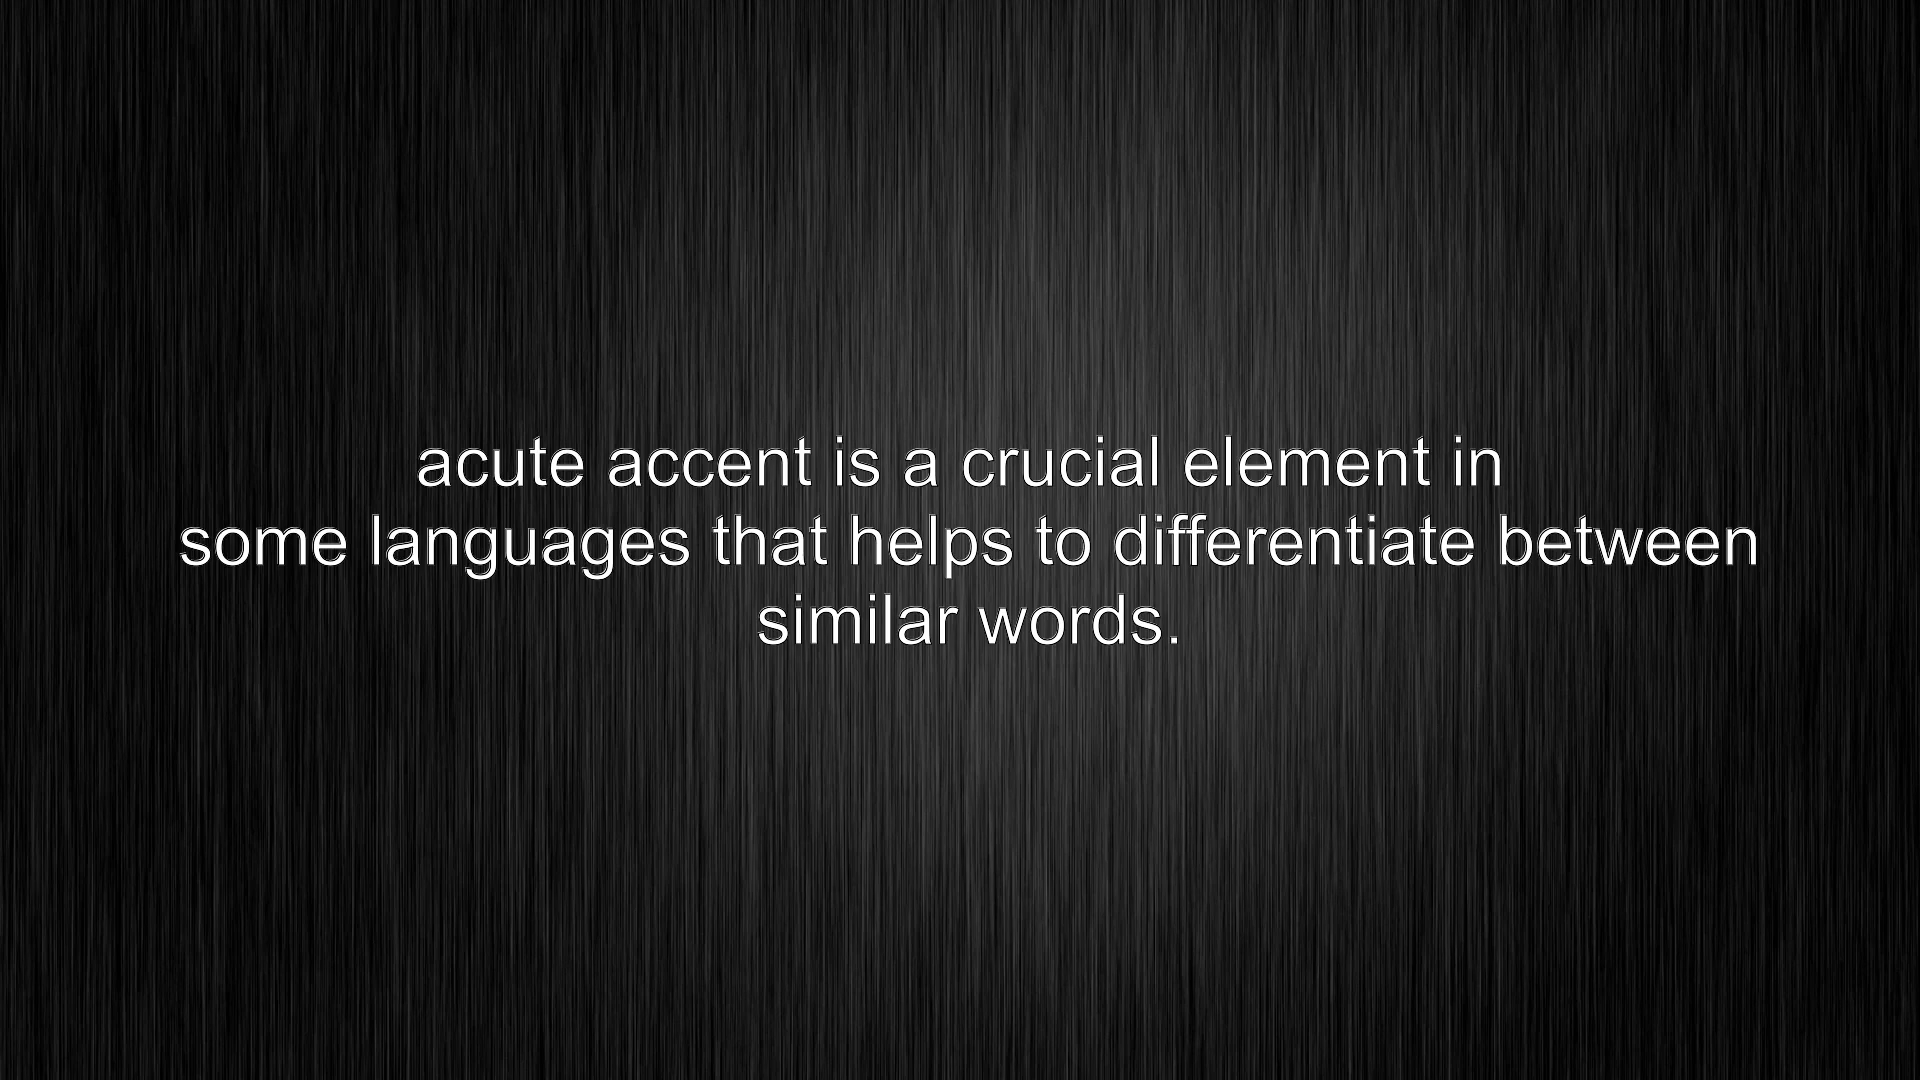 acute accent is a crucial element in
some languages that helps to differentiate between
similar words.